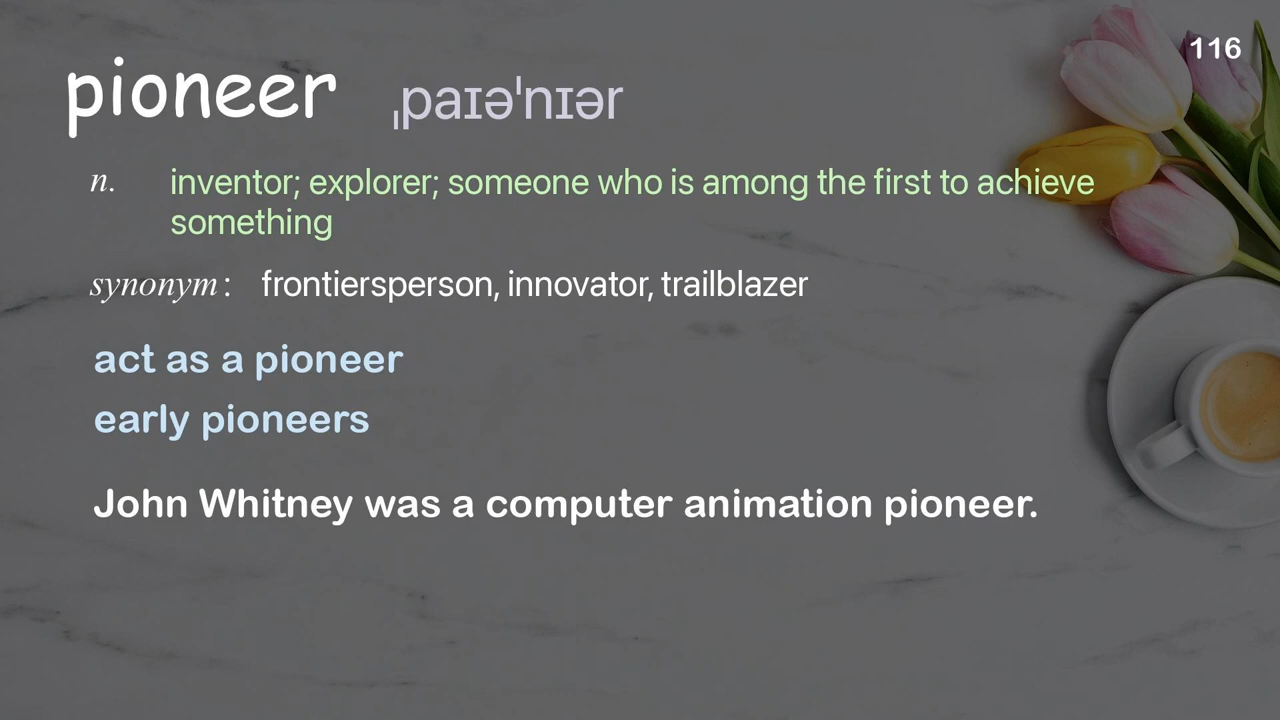 116
pioneer ˌpaɪəˈnɪər
n. inventor; explorer; someone who is among the first to achieve
something
synonym: frontiersperson, innovator, trailblazer
act as a pioneer
early pioneers
John Whitney was a computer animation pioneer.